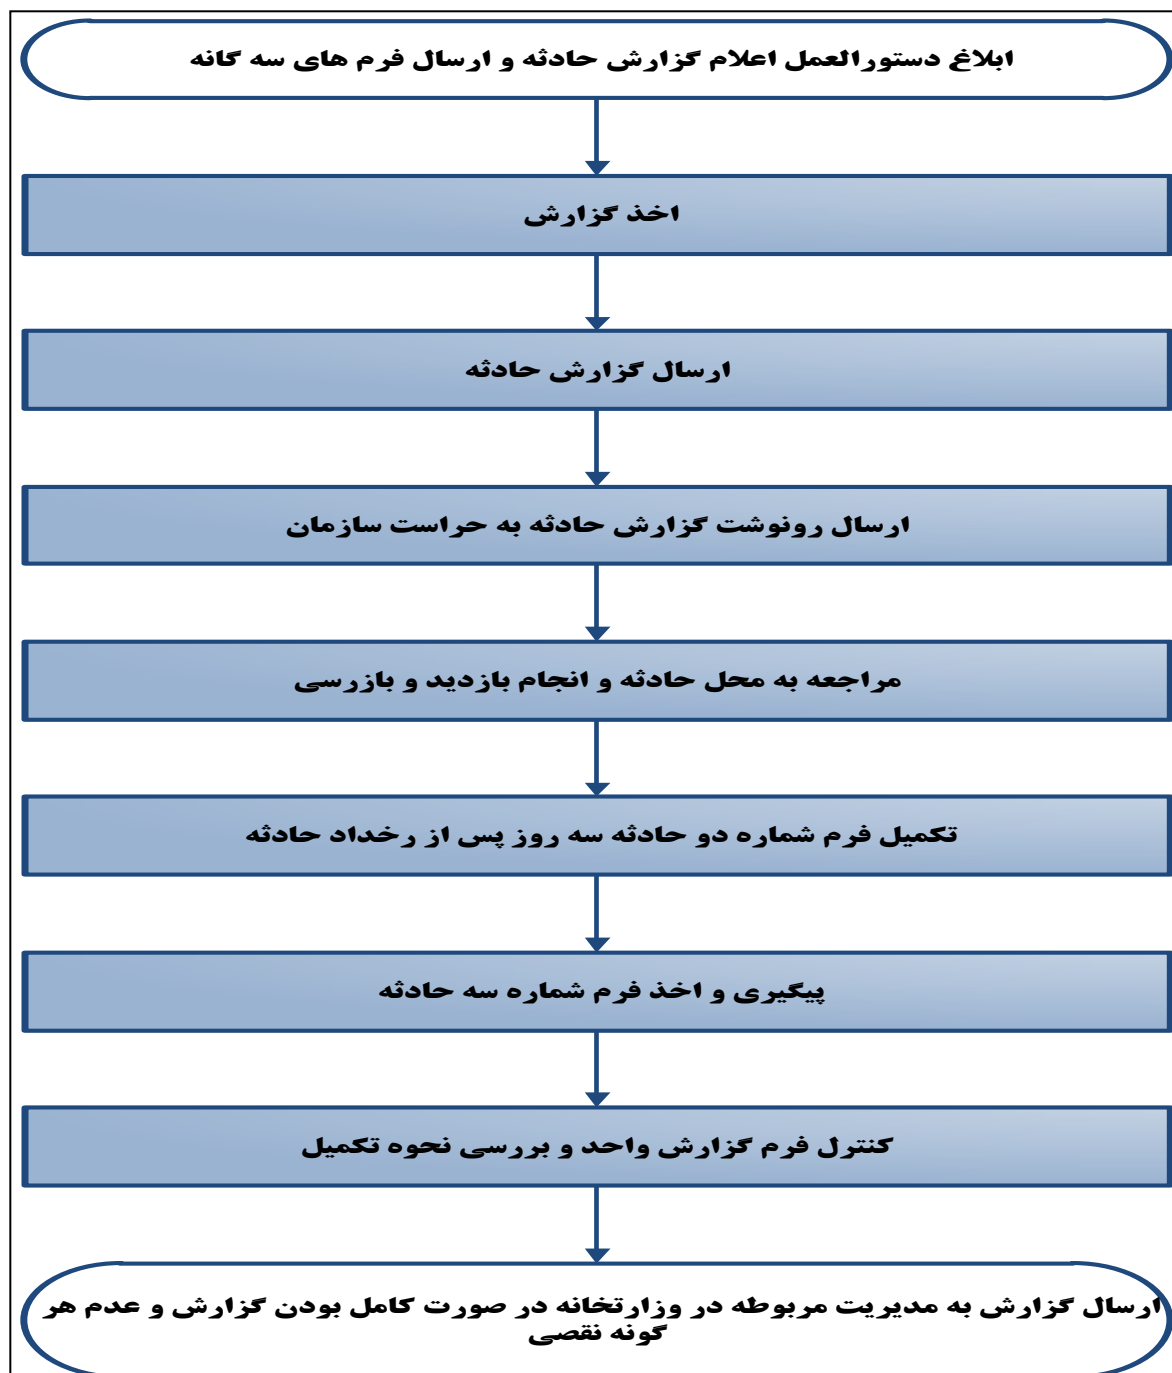 ابلاغ دستورالعمل اعلام گزارش حادثه و ارسال فرم های سه گانه
اخذ گزارش
ارسال گزارش حادثه
ارسال رونوشت گزارش حادثه به حراست سازمان
مراجعه به محل حادثه و انجام بازدید و بازرسی
تکمیل فرم شماره دو حادثه سه روز پس از رخداد حادثه
پیگیری و اخذ فرم شماره سه حادثه
کنترل فرم گزارش واحد و بررسی نحوه تکمیل
ارسال گزارش به مدیریت مربوطه در وزارتخانه در صورت کامل بودن گزارش و عدم هر
گونه نقصی